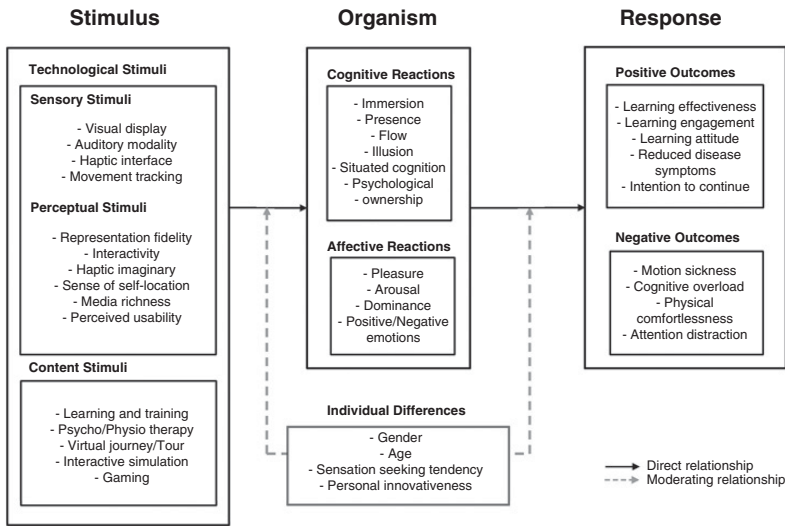 Stimulus
Technological Stimuli
Sensory Stimuli
- Visual display
- Auditory modality
- Haptic interface
- Movement tracking
Perceptual Stimuli
- Representation fidelity
- Interactivity
- Haptic imaginary
- Sense of self-location
- Media richness
- Perceived usability
Content Stimuli
- Learning and training
- Psycho/Physio therapy
- Virtual journey/Tour
- Interactive simulation
- Gaming
Organism
Cognitive Reactions
- Immersion
- Presence
- Flow
- Illusion
- Situated cognition
- Psychological
- ownership
Affective Reactions
- Pleasure
- Arousal
- Dominance
- Positive/Negative
emotions
Individual Differences
- Gender
- Age
- Sensation seeking tendency
- Personal innovativeness
Response
Positive Outcomes
- Learning effectiveness
- Learning engagement
- Learning attitude
- Reduced disease
symptoms
- Intention to continue
Negative Outcomes
- Motion sickness
- Cognitive overload
- Physical
comfortlessness
- Attention distraction
Direct relationship
Moderating relationship